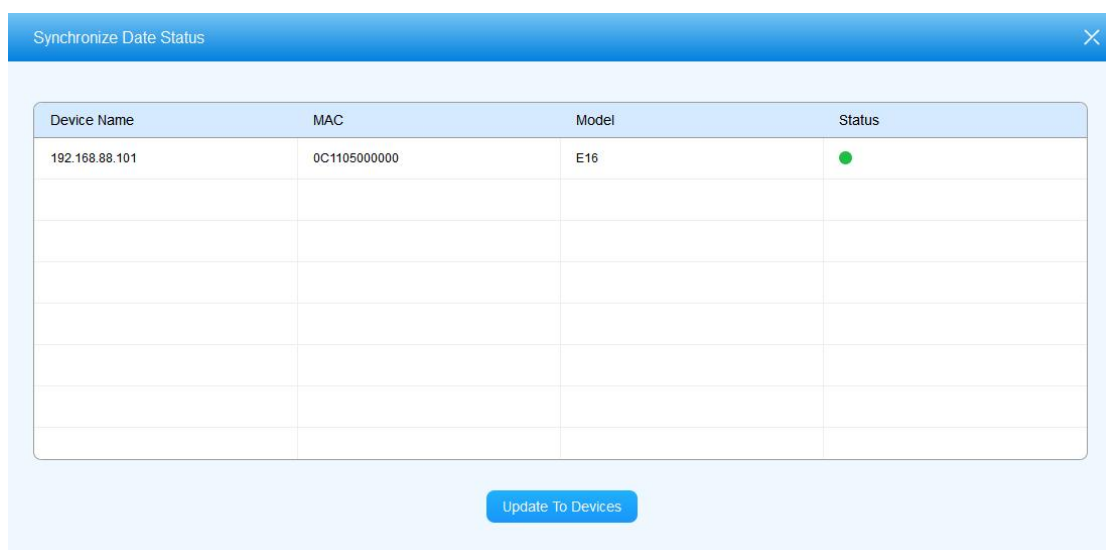 Synchronize Date Status
Device Name MAC Model Status
192.168.88.101 0C1105000000 E16
Update To Devices